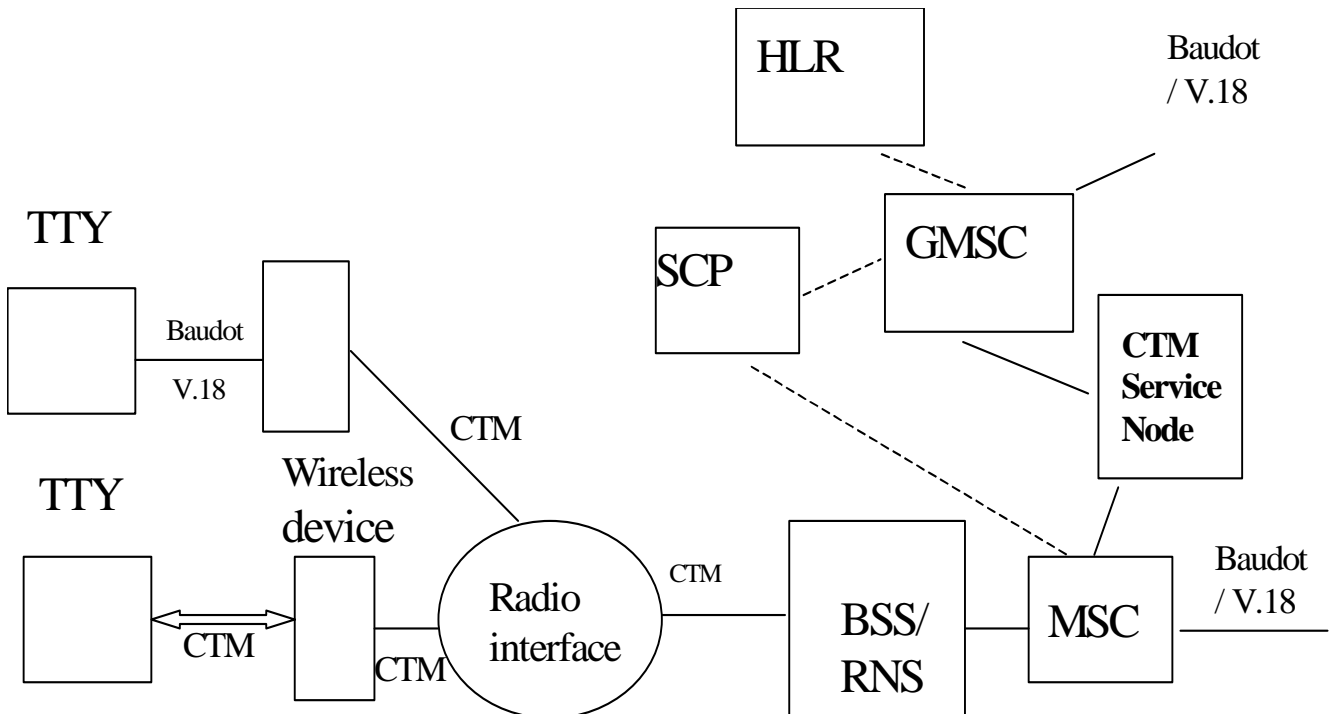 HLR
Baudot
/ V.18
TTY
GMSC
SCP
Baudot
V.18
CTM
Service
Node
CTM
Wireless
device
TTY
Radio
interface
CTM
BSS/
RNS
MSC
Baudot
/ V.18
CTM
CTM